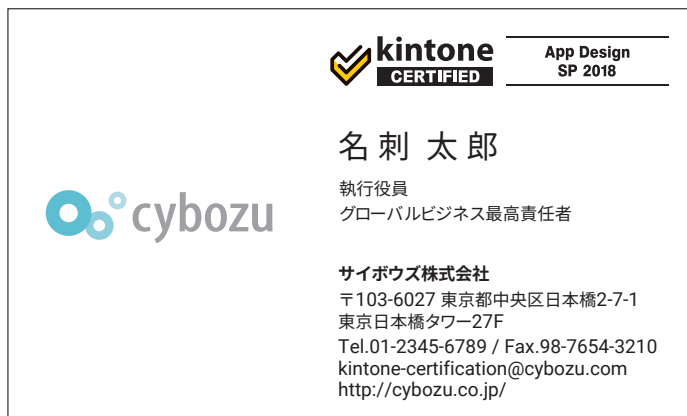 kintone
CERTIFIED
App Design
SP 2018
cybozu
名刺 太郎
執行役員
グローバルビジネス最高責任者
サイボウズ株式会社
〒103-6027 東京都中央区日本橋2-7-1
東京日本橋タワー27F
Tel.01-2345-6789 / Fax.98-7654-3210
kintone-certification@cybozu.com
http://cybozu.co.jp/